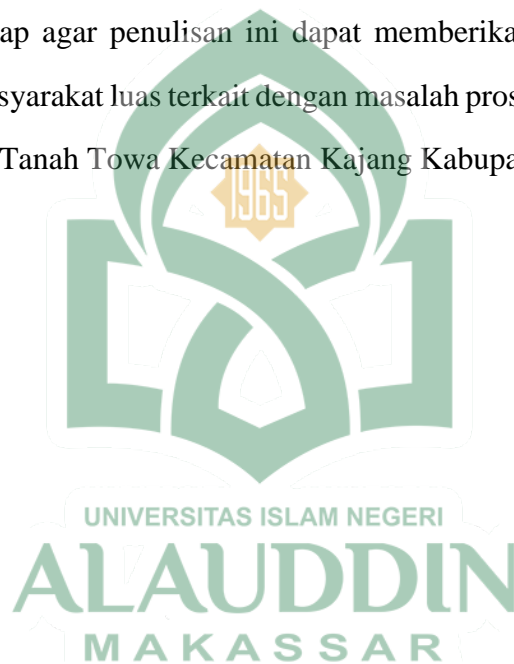 ap agar penulisan ini dapat memberika
syarakat luas terkait dengan masalah pros
Tanah Towa Kecamatan Kajang Kabupa
1965
UNIVERSITAS ISLAM NEGERI
ALAUDDIN
MAKASSAR